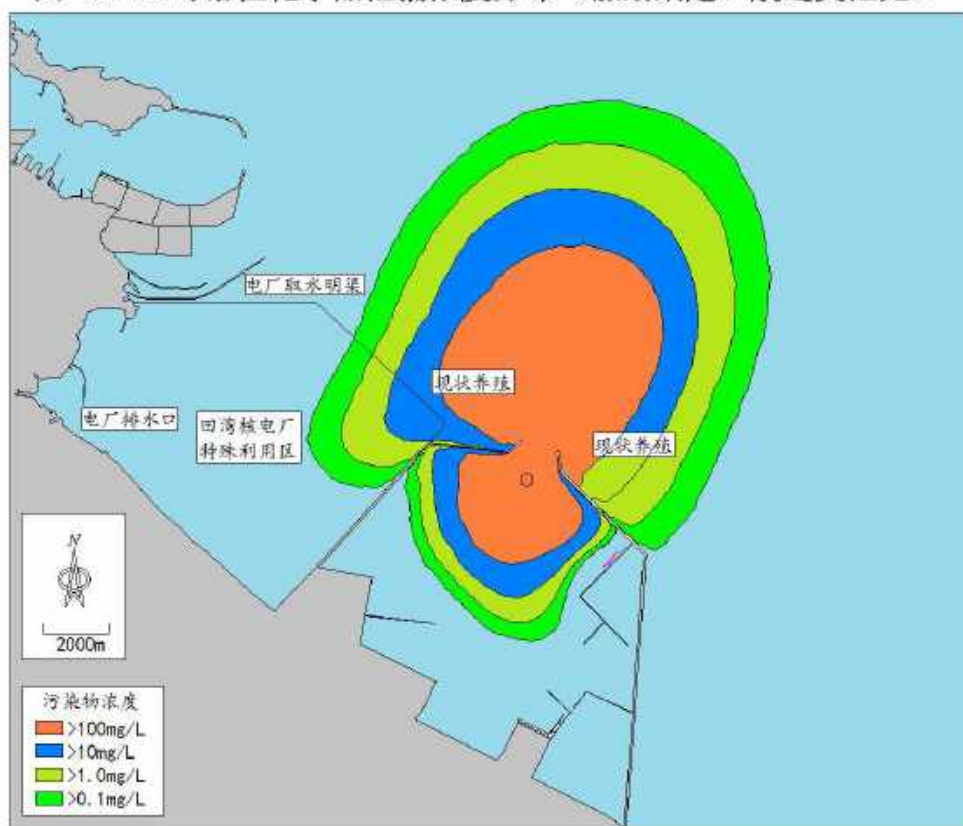 电厂取水明渠
现状养殖
电厂排水口
田湾核电厂
特殊利用区
现状养殖
N
2000m
污染物浓度
>100mg/L
>10mg/L
>1.0mg/L
>0.1mg/L